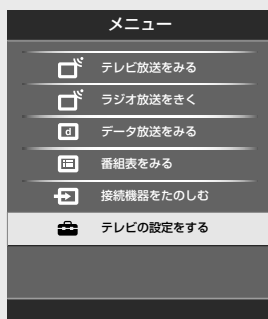 メニュー
テレビ放送をみる
ラジオ放送をきく
d データ放送をみる
番組表をみる
接続機器をたのしむ
テレビの設定をする